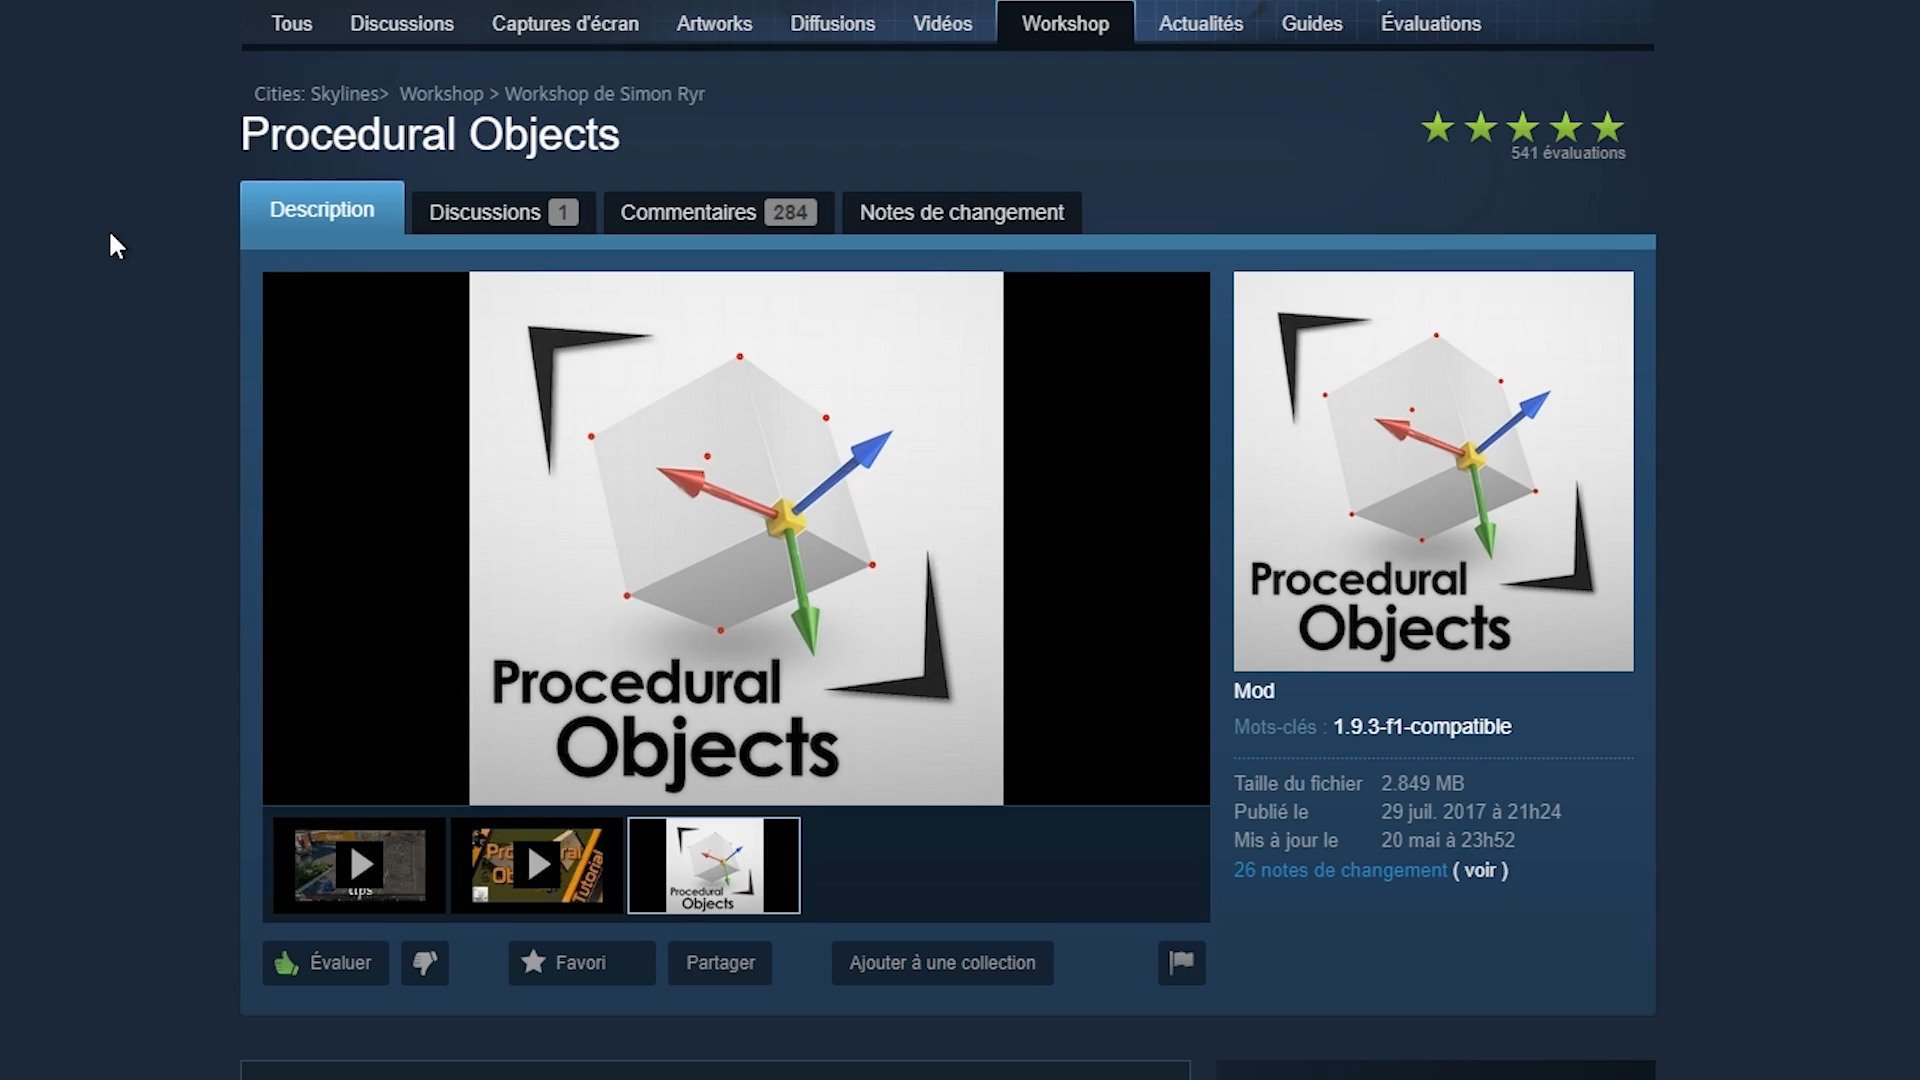 Tous Discussions Captures d'écran Artworks Diffusions Vidéos Workshop Actualités Guides Évaluations
Cities: Skylines> Workshop > Workshop de Simon Ryr
Procedural Objects
541 évaluations
Description Discussions 1 Commentaires 284 Notes de changement
Procedural
Objects
Procedural
Objects
Mod
Mots-clés : 1.9.3-f1-compatible
Taille du fichier 2.849 MB
Publié le 29 juil. 2017 à 21h24
Mis à jour le 20 mai à 23h52
26 notes de changement ( voir )
tips
Tutorial
Procedural
Objects
Évaluer Favori Partager Ajouter à une collection